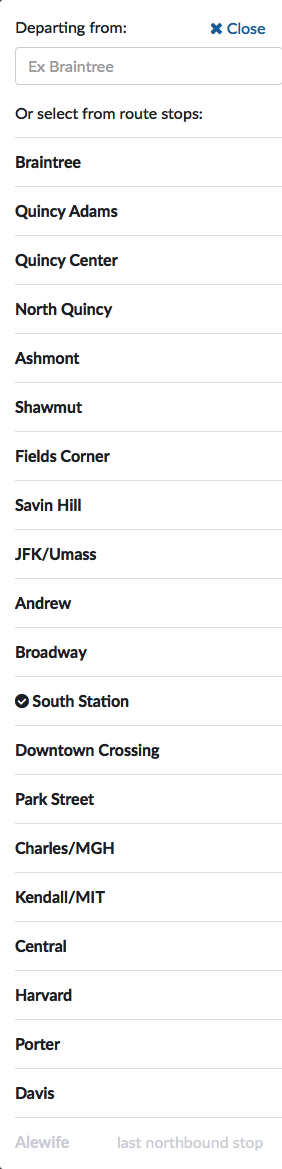 Departing from: ✖ Close
Ex Braintree
Or select from route stops:
Braintree
Quincy Adams
Quincy Center
North Quincy
Ashmont
Shawmut
Fields Corner
Savin Hill
JFK/Umass
Andrew
Broadway
South Station
Downtown Crossing
Park Street
Charles/MGH
Kendall/MIT
Central
Harvard
Porter
Davis
Alewife last northbound stop